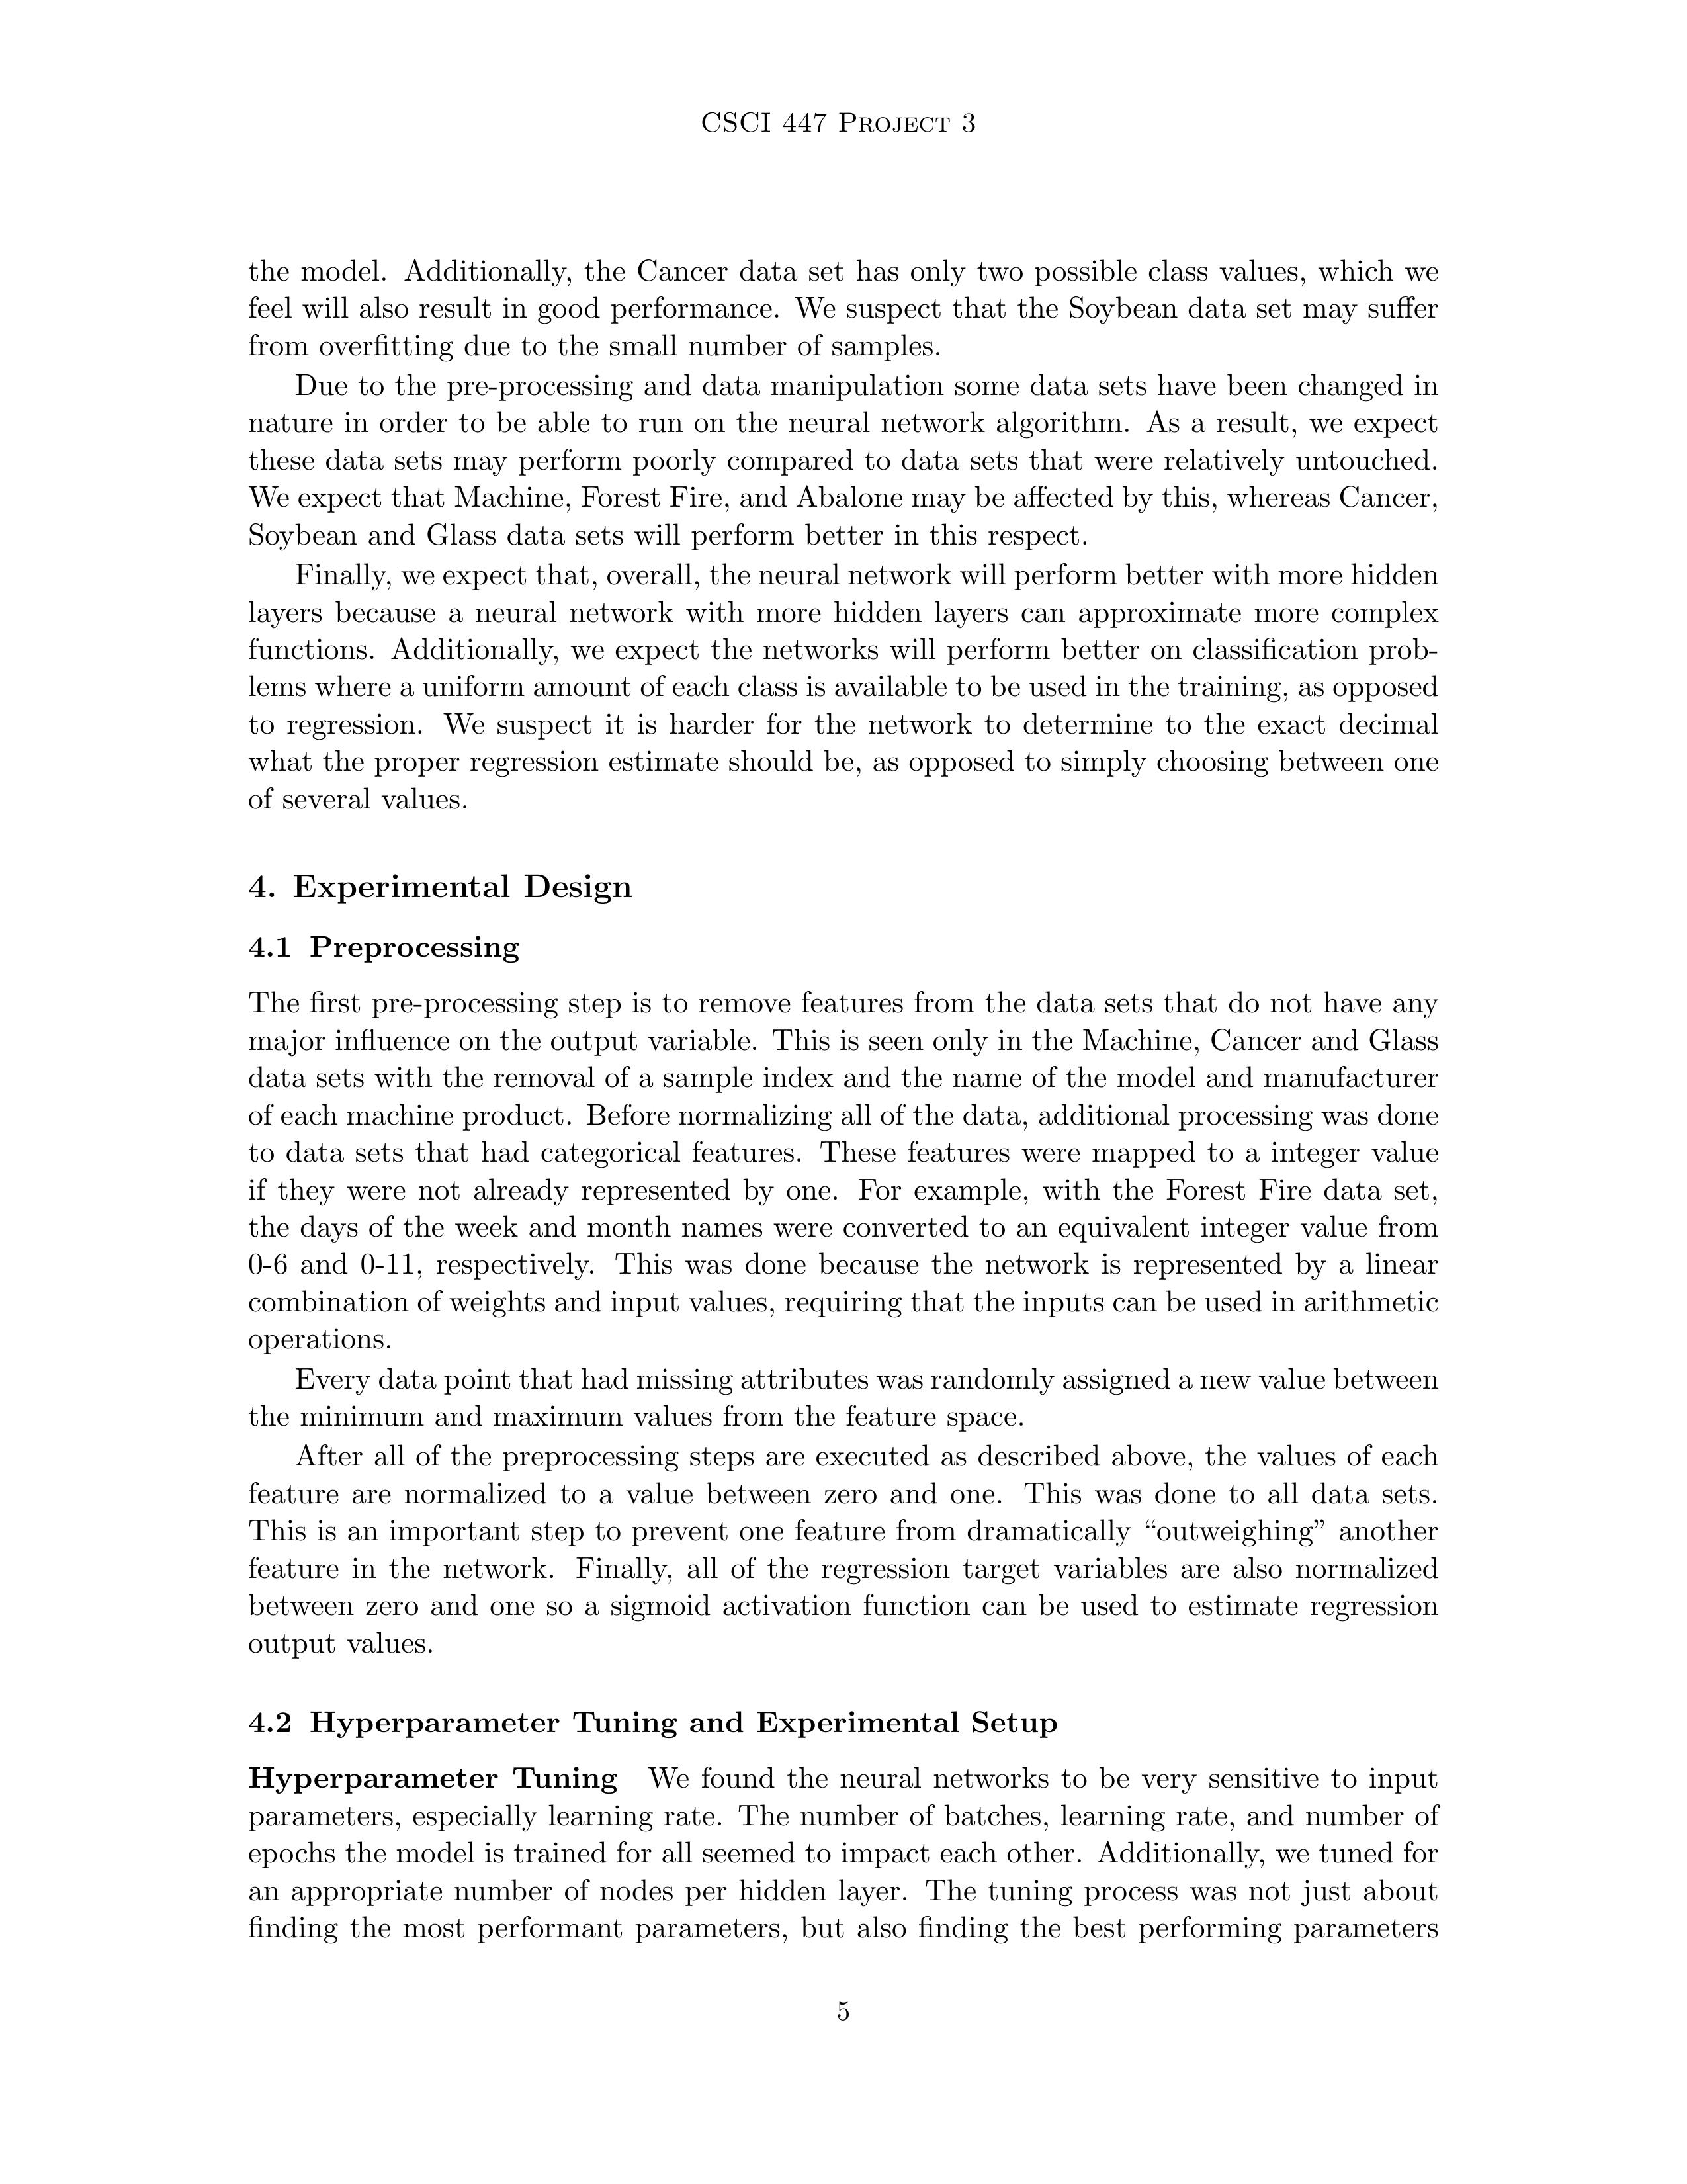 CSCI 447 Project 3
the model. Additionally, the Cancer data set has only two possible class values, which we
feel will also result in good performance. We suspect that the Soybean data set may suffer
from overfitting due to the small number of samples.
Due to the pre-processing and data manipulation some data sets have been changed in
nature in order to be able to run on the neural network algorithm. As a result, we expect
these data sets may perform poorly compared to data sets that were relatively untouched.
We expect that Machine, Forest Fire, and Abalone may be affected by this, whereas Cancer,
Soybean and Glass data sets will perform better in this respect.
Finally, we expect that, overall, the neural network will perform better with more hidden
layers because a neural network with more hidden layers can approximate more complex
functions. Additionally, we expect the networks will perform better on classification prob-
lems where a uniform amount of each class is available to be used in the training, as opposed
to regression. We suspect it is harder for the network to determine to the exact decimal
what the proper regression estimate should be, as opposed to simply choosing between one
of several values.
4. Experimental Design
4.1 Preprocessing
The first pre-processing step is to remove features from the data sets that do not have any
major influence on the output variable. This is seen only in the Machine, Cancer and Glass
data sets with the removal of a sample index and the name of the model and manufacturer
of each machine product. Before normalizing all of the data, additional processing was done
to data sets that had categorical features. These features were mapped to a integer value
if they were not already represented by one. For example, with the Forest Fire data set,
the days of the week and month names were converted to an equivalent integer value from
0-6 and 0-11, respectively. This was done because the network is represented by a linear
combination of weights and input values, requiring that the inputs can be used in arithmetic
operations.
Every data point that had missing attributes was randomly assigned a new value between
the minimum and maximum values from the feature space.
After all of the preprocessing steps are executed as described above, the values of each
feature are normalized to a value between zero and one. This was done to all data sets.
This is an important step to prevent one feature from dramatically “outweighing” another
feature in the network. Finally, all of the regression target variables are also normalized
between zero and one so a sigmoid activation function can be used to estimate regression
output values.
4.2 Hyperparameter Tuning and Experimental Setup
Hyperparameter Tuning We found the neural networks to be very sensitive to input
parameters, especially learning rate. The number of batches, learning rate, and number of
epochs the model is trained for all seemed to impact each other. Additionally, we tuned for
an appropriate number of nodes per hidden layer. The tuning process was not just about
finding the most performant parameters, but also finding the best performing parameters
5